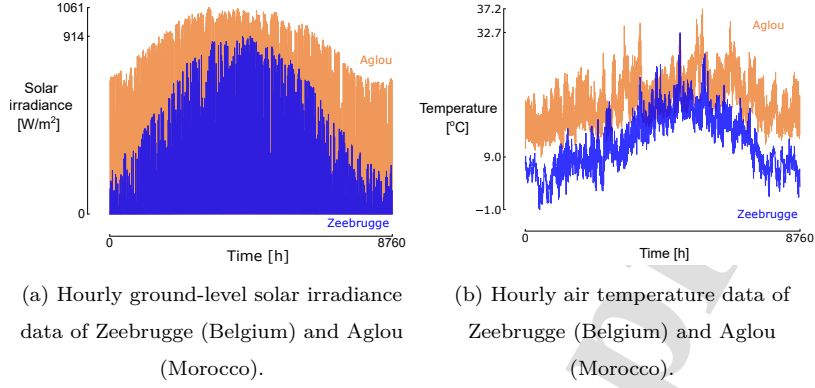 1061
914
Solar
irradiance
[W/m²]
0
Aglou
Zeebrugge
0
8760
Time [h]
(a) Hourly ground-level solar irradiance
data of Zeebrugge (Belgium) and Aglou
(Morocco).
37.2
32.7
Temperature
[°C]
9.0
−1.0
Aglou
Zeebrugge
0
8760
Time [h]
(b) Hourly air temperature data of
Zeebrugge (Belgium) and Aglou
(Morocco).